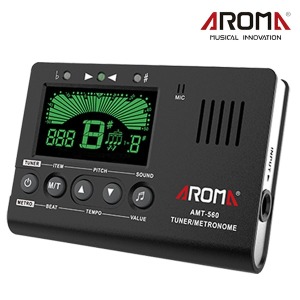 AROMA
MUSICAL INNOVATION
♭ ▶ ◀ ♯
MIC
888 B♯ -B♯
TUNER ITEM PITCH SOUND
M/T
METRO BEAT TEMPO VALUE
INPUT
AROMA
AMT-560
TUNER/METRONOME